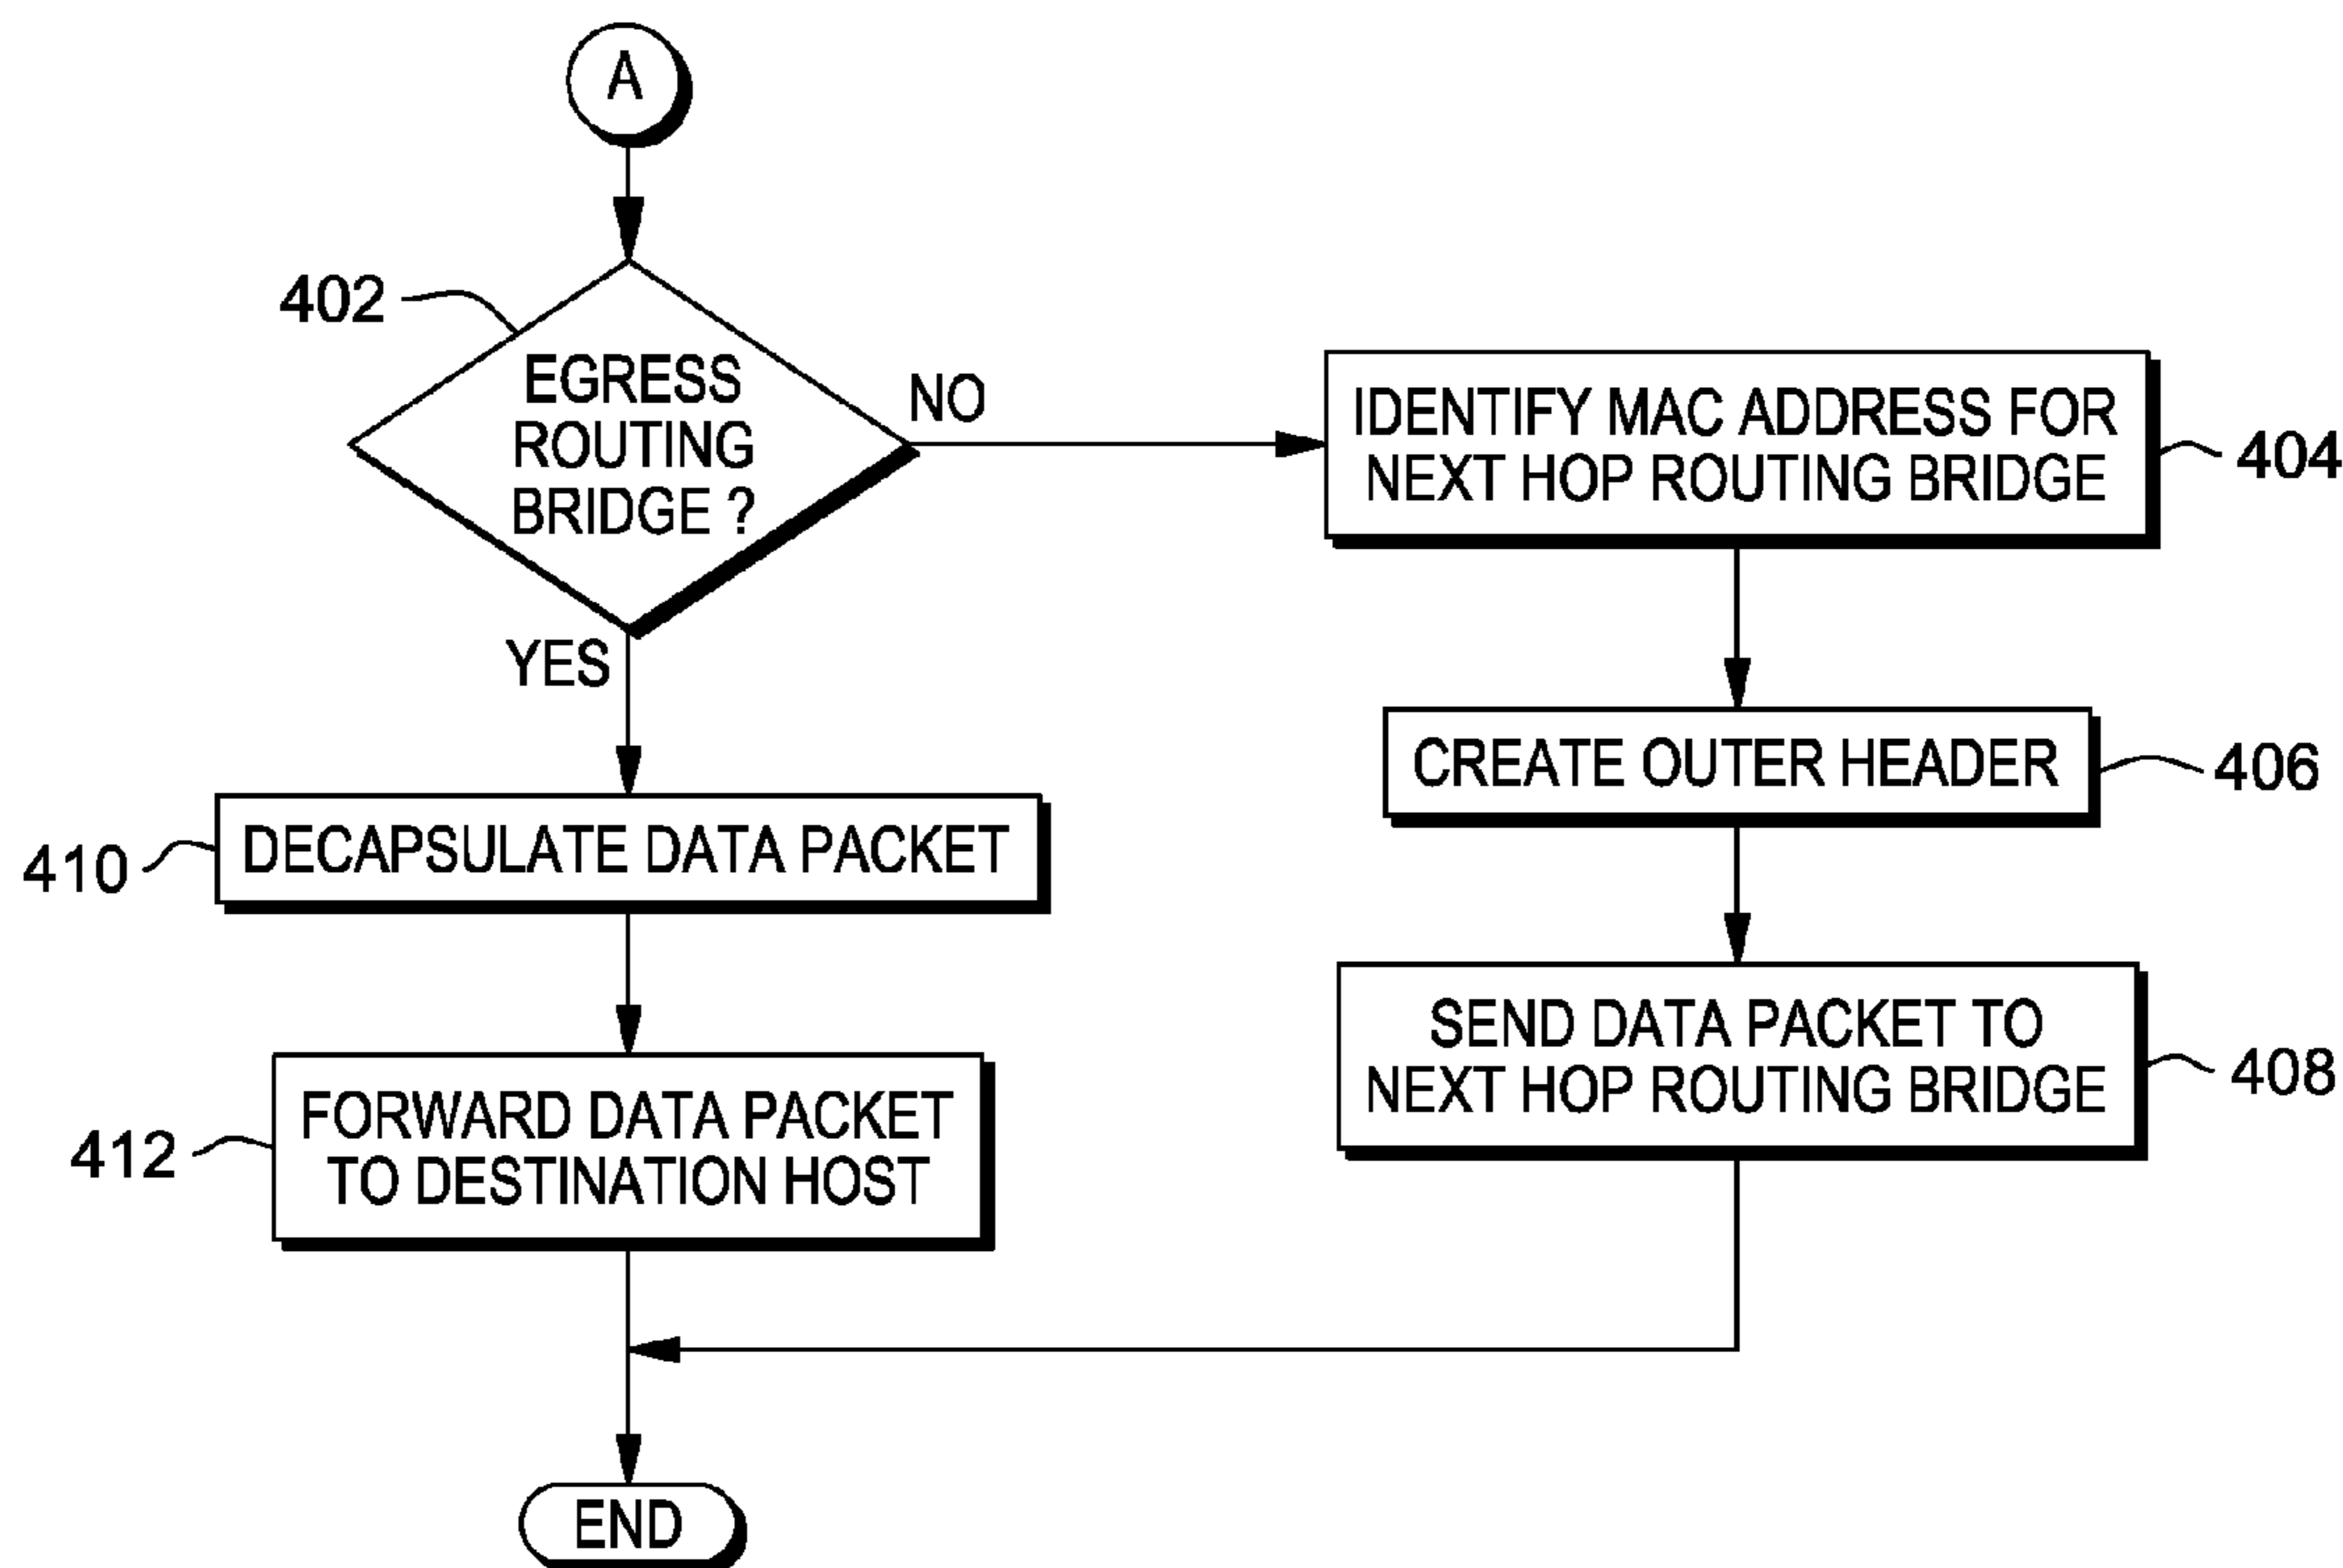 A
402
EGRESS
ROUTING
BRIDGE ?
NO
YES
IDENTIFY MAC ADDRESS FOR
NEXT HOP ROUTING BRIDGE
404
CREATE OUTER HEADER
406
410
DECAPSULATE DATA PACKET
SEND DATA PACKET TO
NEXT HOP ROUTING BRIDGE
408
412
FORWARD DATA PACKET
TO DESTINATION HOST
END